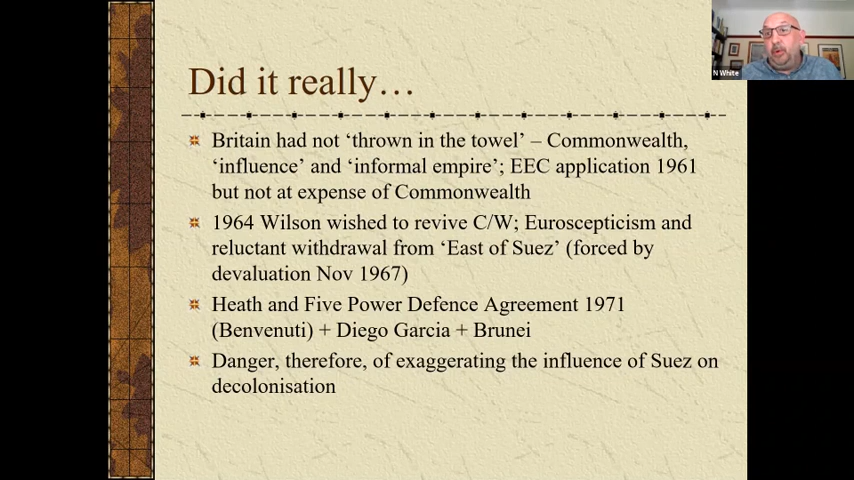 Did it really…
Britain had not ‘thrown in the towel’ – Commonwealth,
‘influence’ and ‘informal empire’; EEC application 1961
but not at expense of Commonwealth
1964 Wilson wished to revive C/W; Euroscepticism and
reluctant withdrawal from ‘East of Suez’ (forced by
devaluation Nov 1967)
Heath and Five Power Defence Agreement 1971
(Benvenuti) + Diego Garcia + Brunei
Danger, therefore, of exaggerating the influence of Suez on
decolonisation
N White